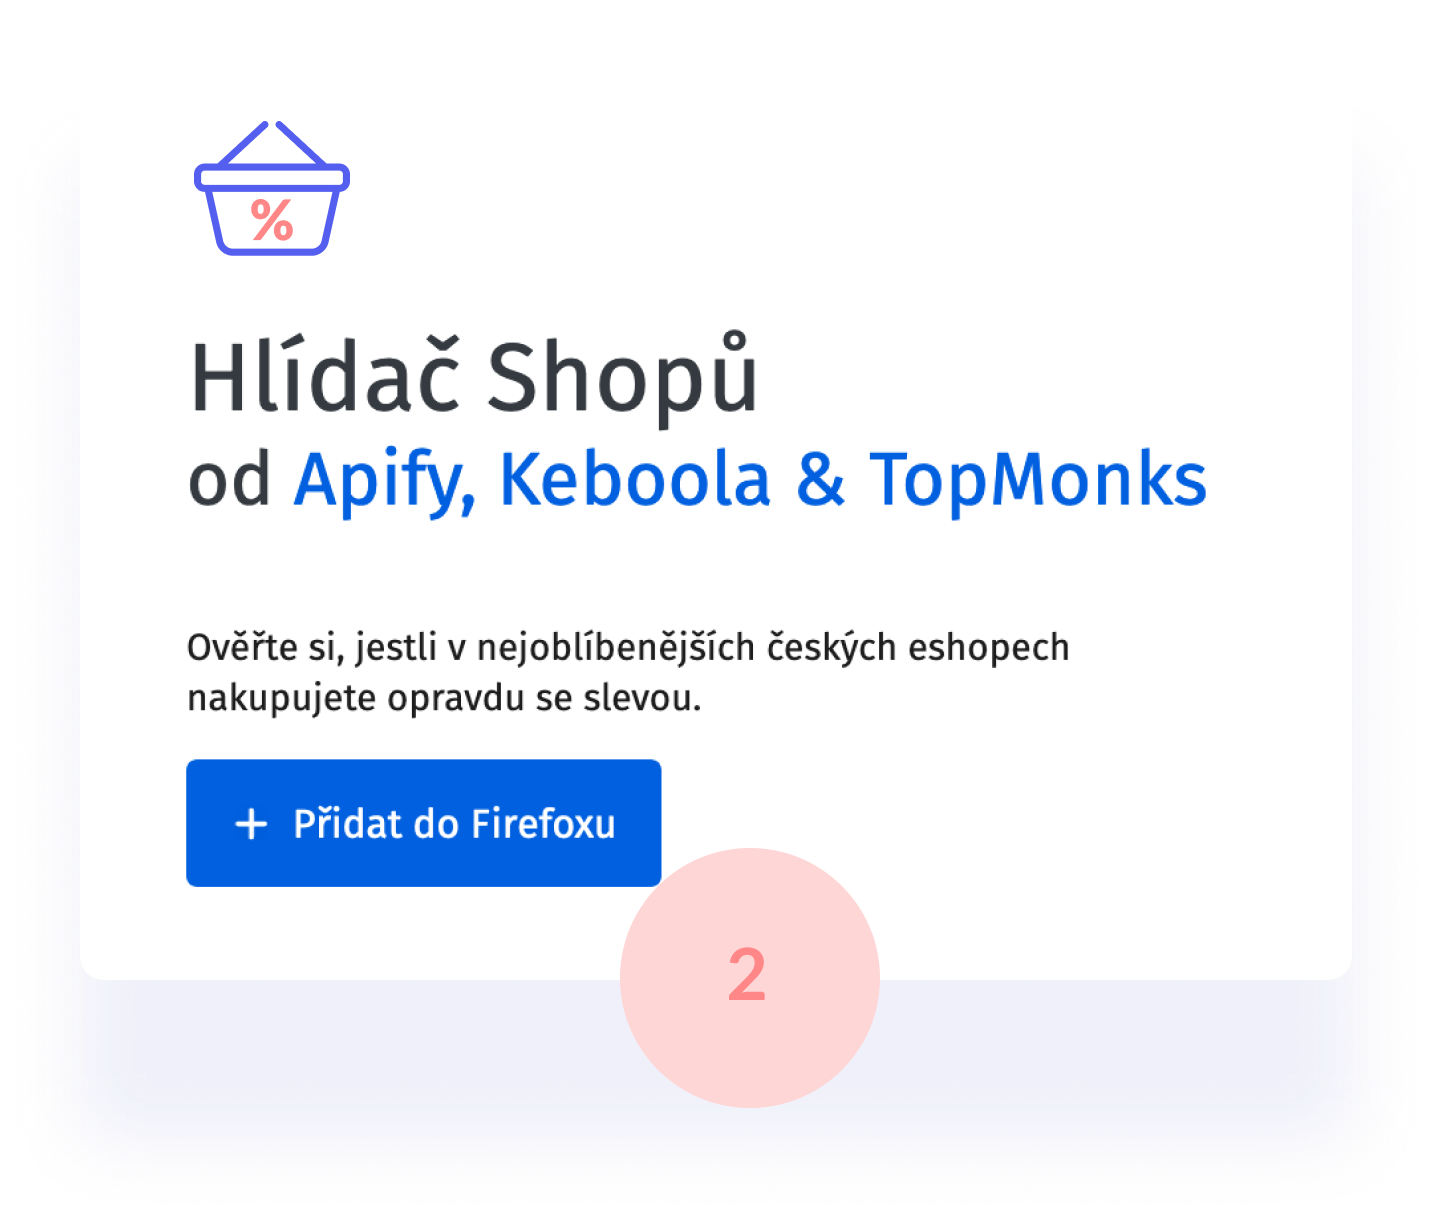 %
Hlídač Shopů
od Apify, Keboola & TopMonks
Ověřte si, jestli v nejoblíbenějších českých eshopech
nakupujete opravdu se slevou.
+ Přidat do Firefoxu
2